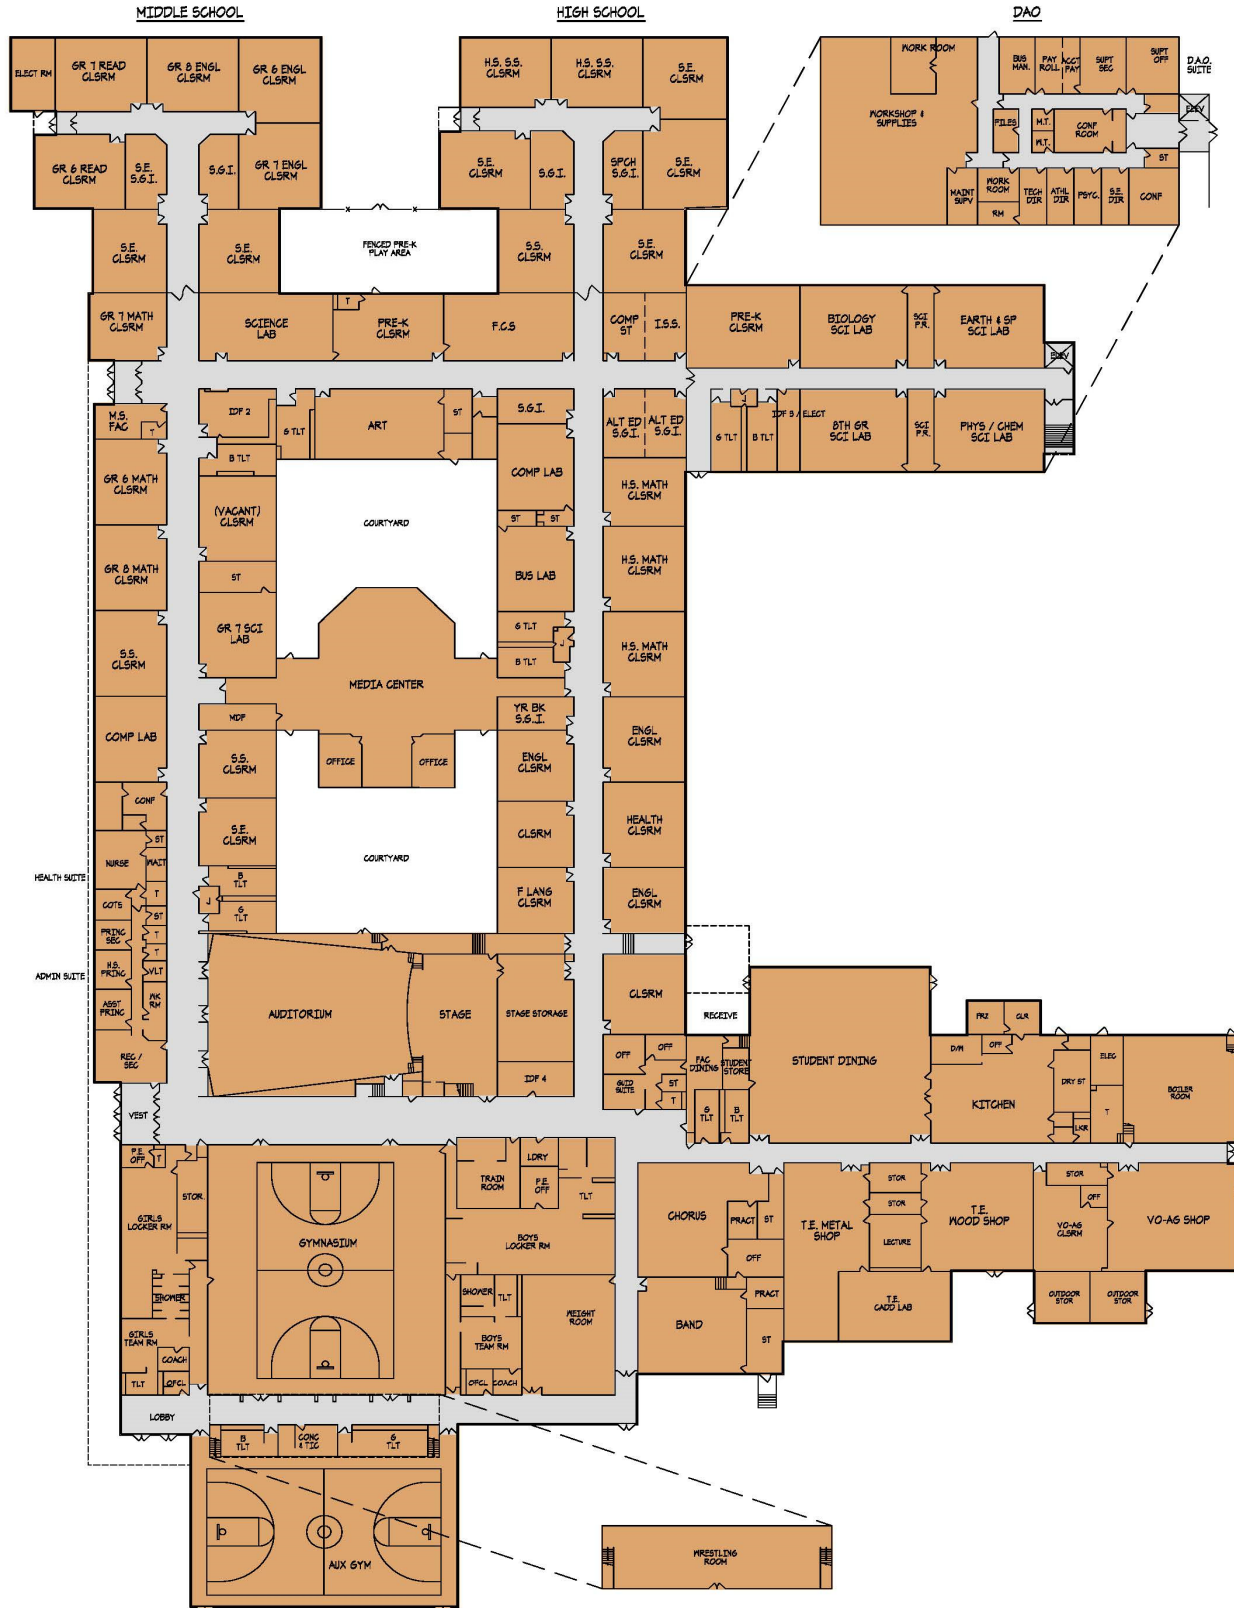 MIDDLE SCHOOL
HIGH SCHOOL
DAO
ELECT RM
GR 7 READ
CLSRM
GR 8 ENGL
CLSRM
GR 6 ENGL
CLSRM
GR 6 READ
CLSRM
S.E.
S.G.I.
S.G.I.
GR 7 ENGL
CLSRM
S.E.
CLSRM
S.E.
CLSRM
FENCED PRE-K
PLAY AREA
H.S. S.S.
CLSRM
H.S. S.S.
CLSRM
S.E.
CLSRM
S.E.
CLSRM
S.G.I.
SPCH
S.G.I.
S.E.
CLSRM
S.S.
CLSRM
S.E.
CLSRM
WORK ROOM
WORKSHOP &
SUPPLIES
BUS
MAN.
PAY
ROLL
ACCT
PAY
SUPT
SEC
SUPT
OFF
D.A.O.
SUITE
ELEV
FILES
M.T.
W.T.
CONF
ROOM
ST
MAINT
SUPV
WORK
ROOM
RM
TECH
DIR
ATHL
DIR
PSYC.
S.E.
DIR
CONF
GR 7 MATH
CLSRM
SCIENCE
LAB
T
PRE-K
CLSRM
F.C.S
COMP
ST
I.S.S.
PRE-K
CLSRM
BIOLOGY
SCI LAB
SCI
P.R.
EARTH & SP
SCI LAB
ELEV
M.S.
FAC
T
IDF 2
G TLT
ART
ST
S.G.I.
ALT ED
S.G.I.
ALT ED
S.G.I.
G TLT
J
B TLT
IDF 3 / ELECT
8TH GR
SCI LAB
SCI
P.R.
PHYS / CHEM
SCI LAB
B TLT
GR 6 MATH
CLSRM
(VACANT)
CLSRM
COURTYARD
COMP LAB
ST
ST
H.S. MATH
CLSRM
GR 8 MATH
CLSRM
ST
BUS LAB
H.S. MATH
CLSRM
S.S.
CLSRM
GR 7 SCI
LAB
G TLT
J
B TLT
H.S. MATH
CLSRM
MEDIA CENTER
COMP LAB
MDF
YR BK
S.G.I.
ENGL
CLSRM
S.S.
CLSRM
OFFICE
OFFICE
ENGL
CLSRM
CONF
S.E.
CLSRM
CLSRM
HEALTH
CLSRM
ST
NURSE
WAIT
COURTYARD
HEALTH SUITE
B
TLT
J
G
TLT
F LANG
CLSRM
ENGL
CLSRM
T
COTS
ST
PRINC
SEC
T
T
ADMIN SUITE
H.S.
PRINC
VLT
ASST
PRINC
WK
RM
REC /
SEC
AUDITORIUM
STAGE
STAGE STORAGE
IDF 4
CLSRM
RECEIVE
OFF
OFF
GUID
SUITE
ST
T
FAC
DINING
STUDENT
STORE
G
TLT
B
TLT
STUDENT DINING
FRZ
CLR
D/W
OFF
KITCHEN
DRY ST
LKR
ELEC
T
BOILER
ROOM
VEST
P.E.
OFF
T
STOR.
GIRLS
LOCKER RM
SHOWER
GIRLS
TEAM RM
COACH
TLT
OFCL
GYMNASIUM
TRAIN
ROOM
LDRY
P.E.
OFF
TLT
BOYS
LOCKER RM
SHOWER
TLT
BOYS
TEAM RM
OFCL
COACH
WEIGHT
ROOM
CHORUS
PRACT
ST
OFF
BAND
PRACT
ST
T.E. METAL
SHOP
STOR
STOR
LECTURE
T.E.
CADD LAB
T.E.
WOOD SHOP
STOR
OFF
VO-AG
CLSRM
VO-AG SHOP
OUTDOOR
STOR
OUTDOOR
STOR
LOBBY
B
TLT
CONC
& TIC
G
TLT
AUX GYM
WRESTLING
ROOM